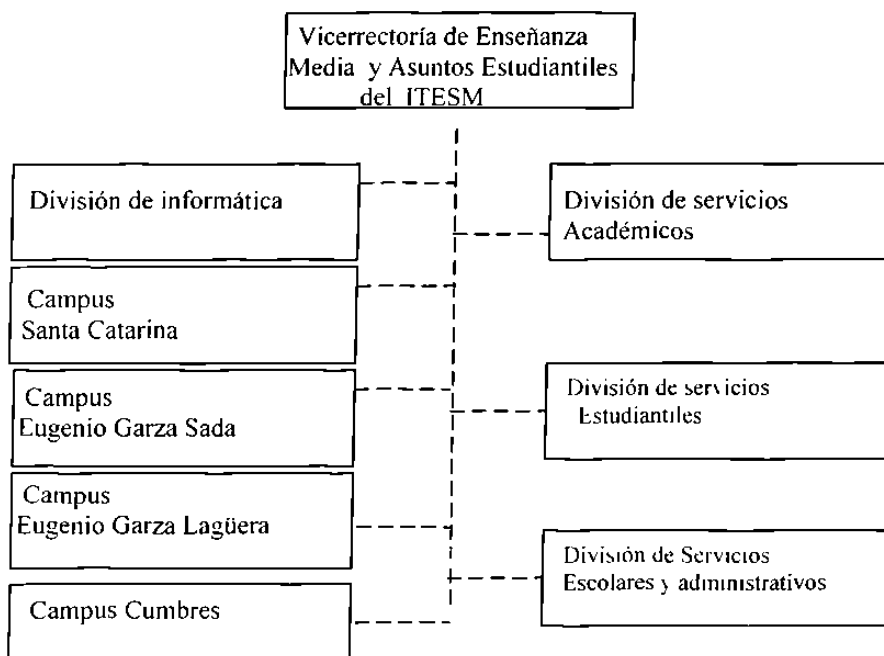 Vicerrectoría de Enseñanza
Media y Asuntos Estudiantiles
del ITESM
División de informática
Campus
Santa Catarina
Campus
Eugenio Garza Sada
Campus
Eugenio Garza Lagüera
Campus Cumbres
División de servicios
Académicos
División de servicios
Estudiantiles
División de Servicios
Escolares y administrativos